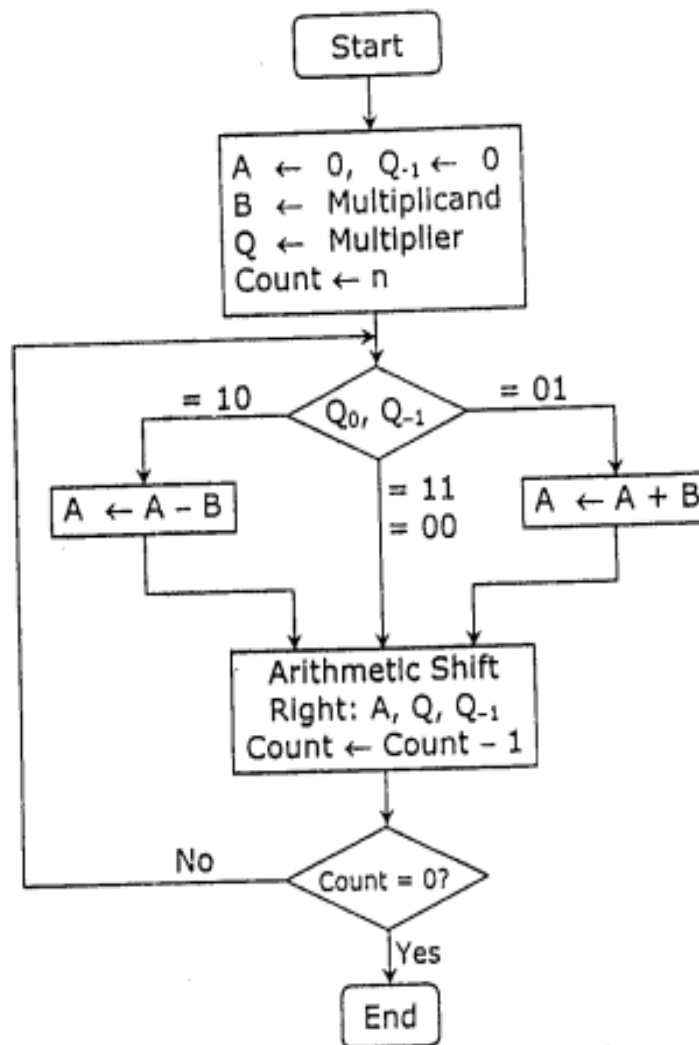 Start
A ← 0, Q₋₁ ← 0
B ← Multiplicand
Q ← Multiplier
Count ← n
= 10
Q₀, Q₋₁
= 01
A ← A – B
= 11
= 00
A ← A + B
Arithmetic Shift
Right: A, Q, Q₋₁
Count ← Count – 1
No
Count = 0?
Yes
End